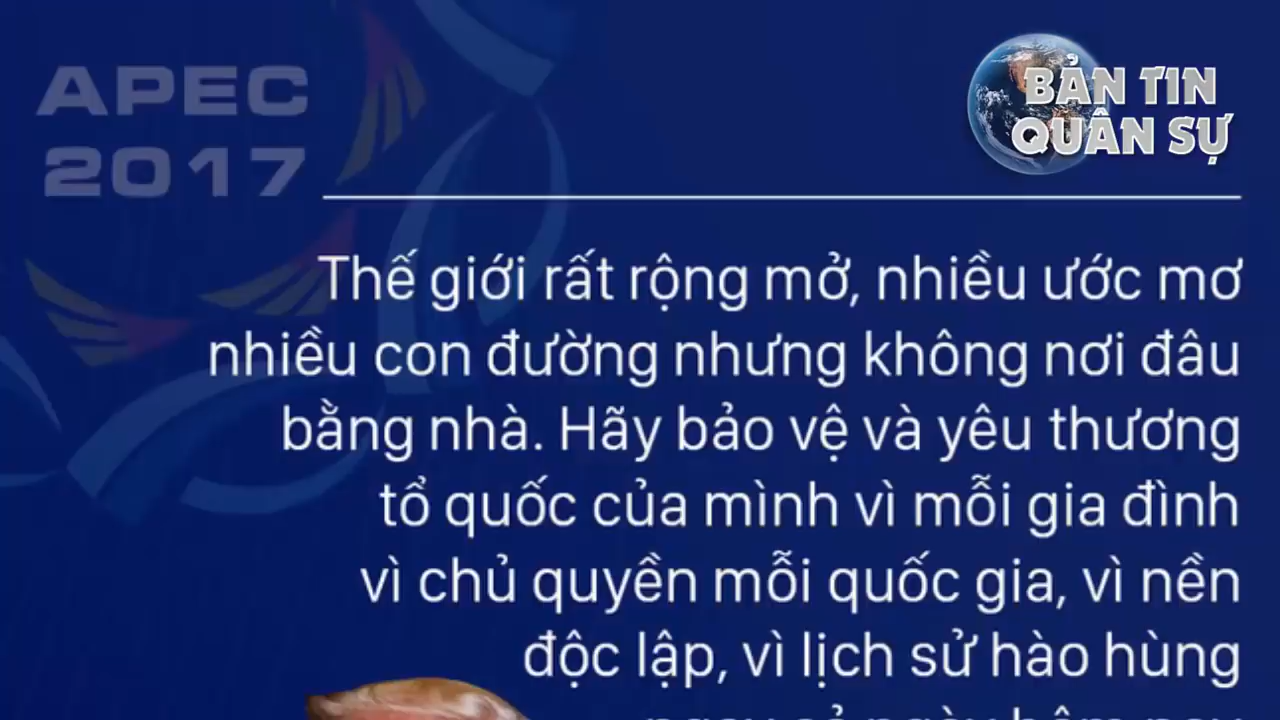 APEC
2017
BẢN TIN
QUÂN SỰ
Thế giới rất rộng mở, nhiều ước mơ
nhiều con đường nhưng không nơi đâu
bằng nhà. Hãy bảo vệ và yêu thương
tổ quốc của mình vì mỗi gia đình
vì chủ quyền mỗi quốc gia, vì nền
độc lập, vì lịch sử hào hùng